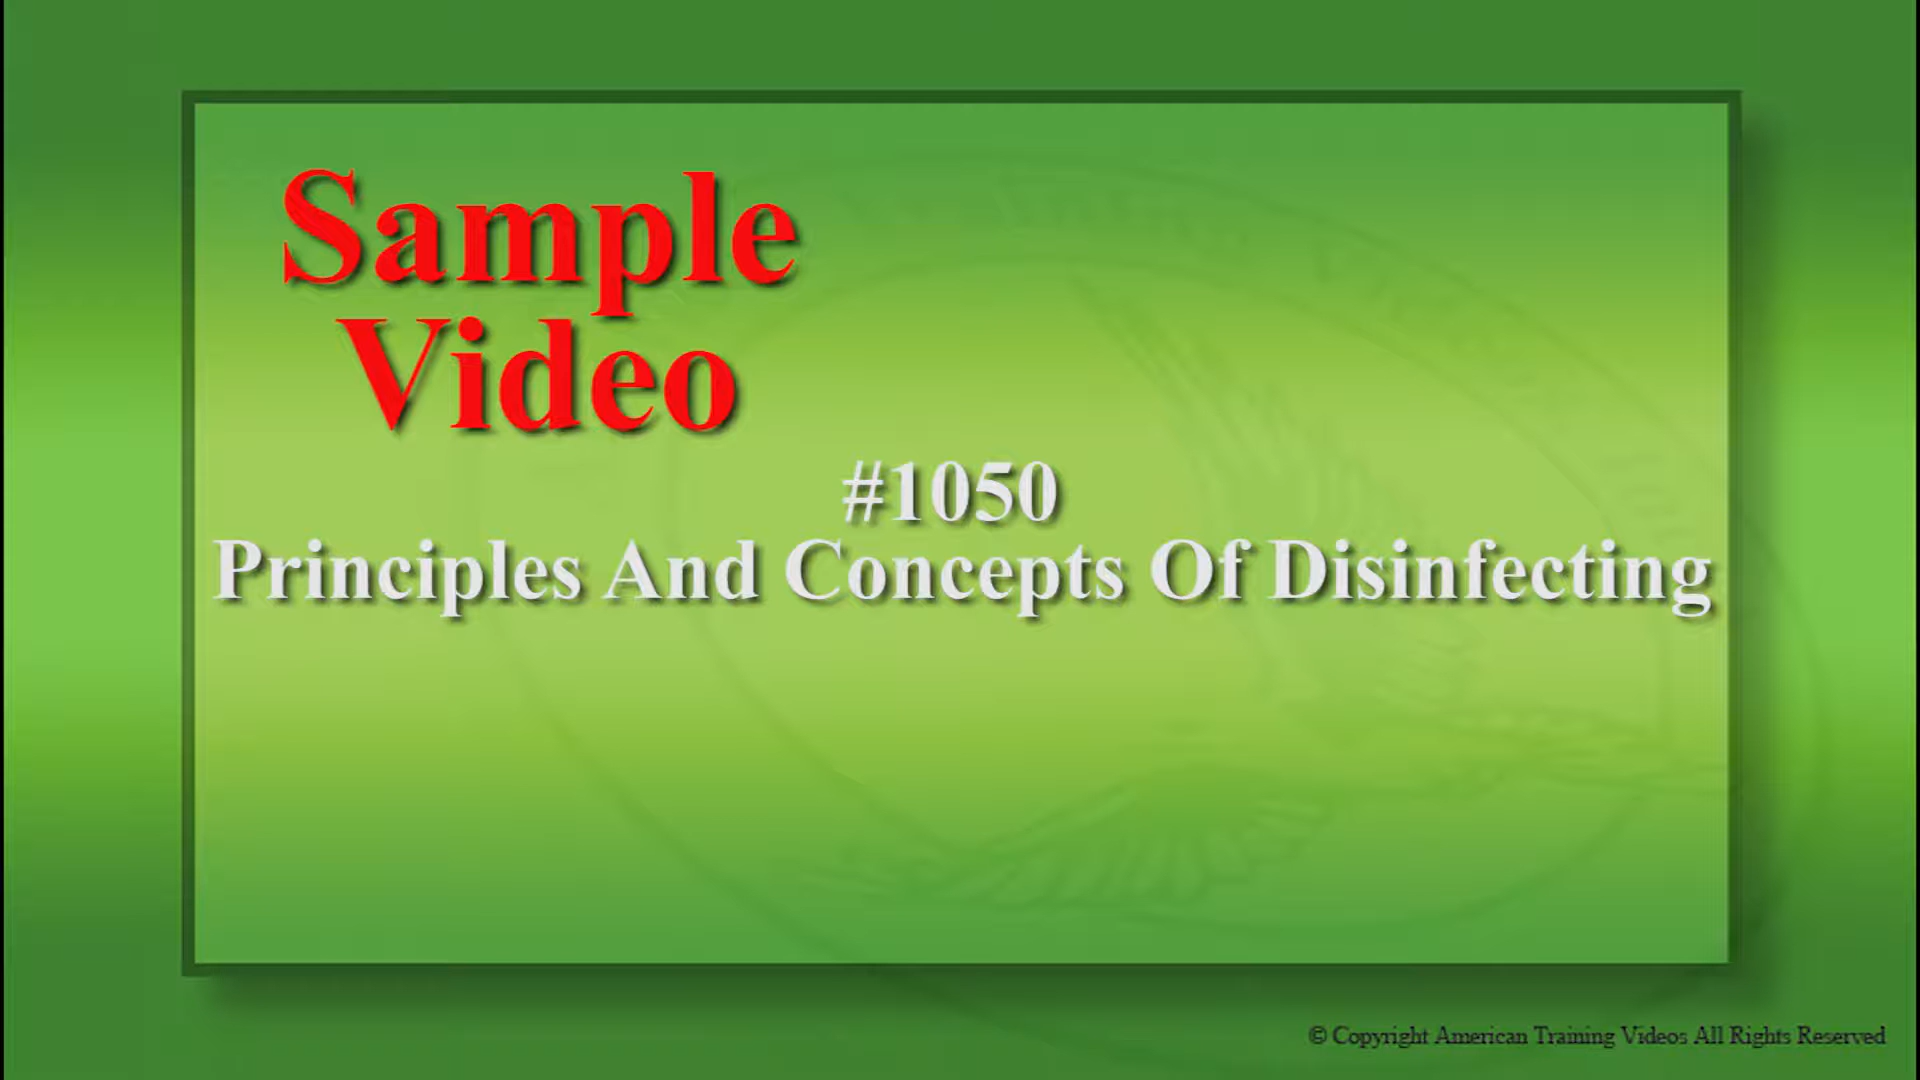 Sample
Video
#1050
Principles And Concepts Of Disinfecting
© Copyright American Training Videos All Rights Reserved